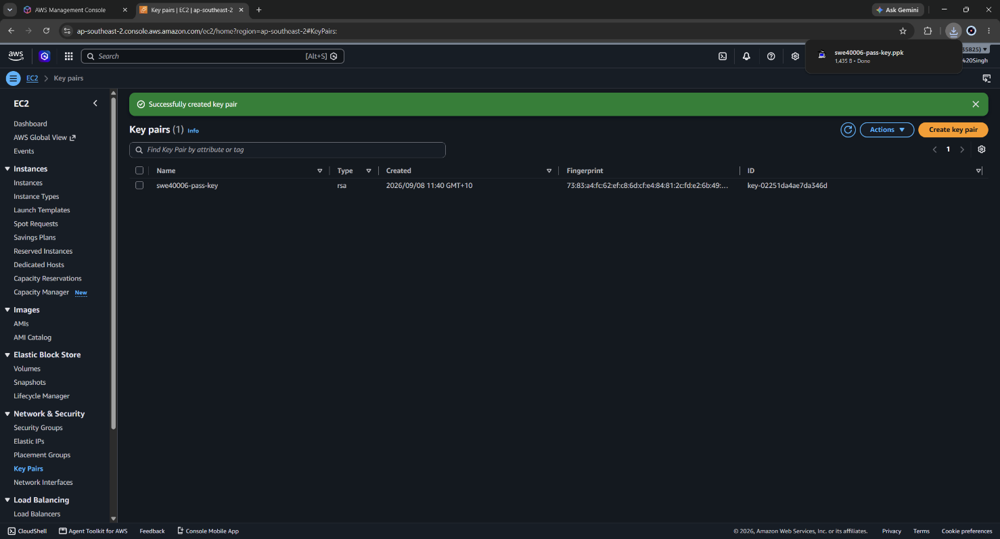 AWS Management Console
Key pairs | EC2 | ap-southeast-2
Ask Gemini
ap-southeast-2.console.aws.amazon.com/ec2/home?region=ap-southeast-2#KeyPairs:
swe40006-pass-key.ppk
1,435 B • Done
aws
Search
[Alt+S]
35825)
%20Singh
EC2
Key pairs
EC2
Dashboard
AWS Global View
Events
Instances
Instances
Instance Types
Launch Templates
Spot Requests
Savings Plans
Reserved Instances
Dedicated Hosts
Capacity Reservations
Capacity Manager New
Images
AMIs
AMI Catalog
Elastic Block Store
Volumes
Snapshots
Lifecycle Manager
Network & Security
Security Groups
Elastic IPs
Placement Groups
Key Pairs
Network Interfaces
Load Balancing
Load Balancers
Successfully created key pair
Key pairs (1) Info
Actions
Create key pair
Find Key Pair by attribute or tag
1
Name Type Created Fingerprint ID
swe40006-pass-key rsa 2026/09/08 11:40 GMT+10 73:83:a4:fc:62:ef:c8:6d:cf:e4:84:81:2c:fd:e2:6b:49:... key-02251da4ae7da346d
CloudShell
Agent Toolkit for AWS
Feedback
Console Mobile App
© 2026, Amazon Web Services, Inc. or its affiliates.
Privacy
Terms
Cookie preferences